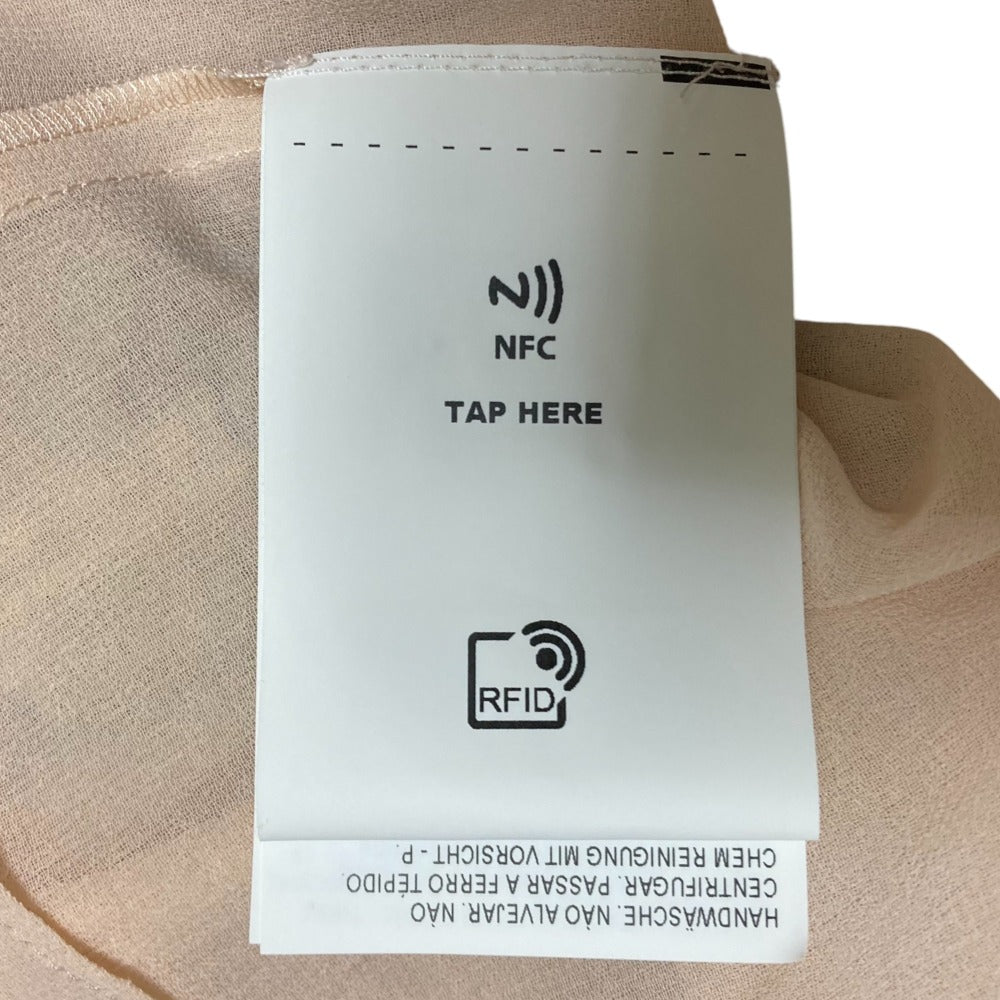 N
NFC
TAP HERE
RFID
HANDWÄSCHE. NÃO ALVEJAR. NÃO
CENTRIFUGAR. PASSAR A FERRO TÉPIDO.
CHEM REINIGUNG MIT VORSICHT - P.